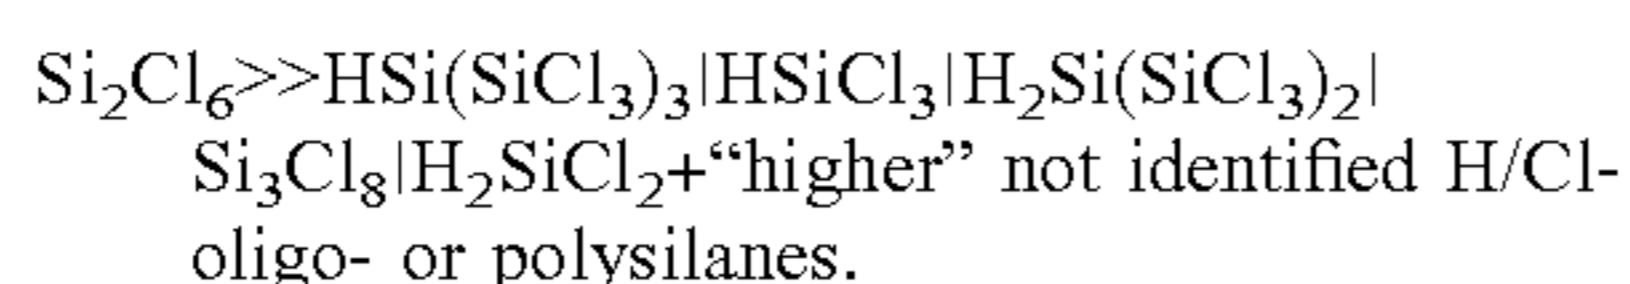 Si₂Cl₆>>HSi(SiCl₃)₃|HSiCl₃|H₂Si(SiCl₃)₂|
Si₃Cl₈|H₂SiCl₂+“higher” not identified H/Cl-
oligo- or polysilanes.